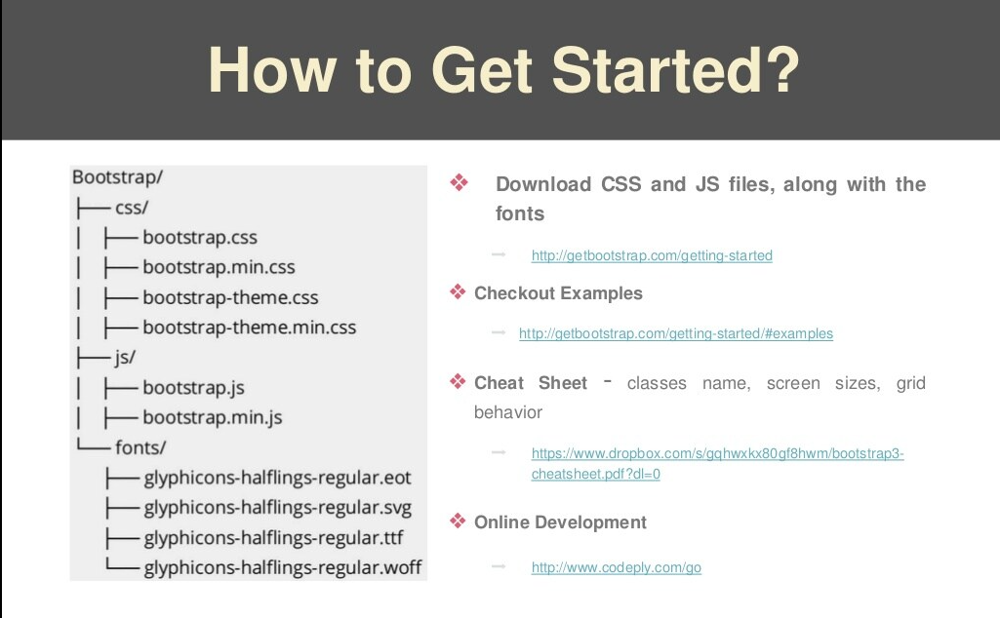 How to Get Started?
Bootstrap/
├── css/
│ ├── bootstrap.css
│ ├── bootstrap.min.css
│ ├── bootstrap-theme.css
│ ├── bootstrap-theme.min.css
├── js/
│ ├── bootstrap.js
│ ├── bootstrap.min.js
└── fonts/
├── glyphicons-halflings-regular.eot
├── glyphicons-halflings-regular.svg
├── glyphicons-halflings-regular.ttf
└── glyphicons-halflings-regular.woff
❖ Download CSS and JS files, along with the
fonts
→ http://getbootstrap.com/getting-started
❖ Checkout Examples
→ http://getbootstrap.com/getting-started/#examples
❖ Cheat Sheet - classes name, screen sizes, grid
behavior
→ https://www.dropbox.com/s/gqhwxkx80gf8hwm/bootstrap3-
cheatsheet.pdf?dl=0
❖ Online Development
→ http://www.codeply.com/go